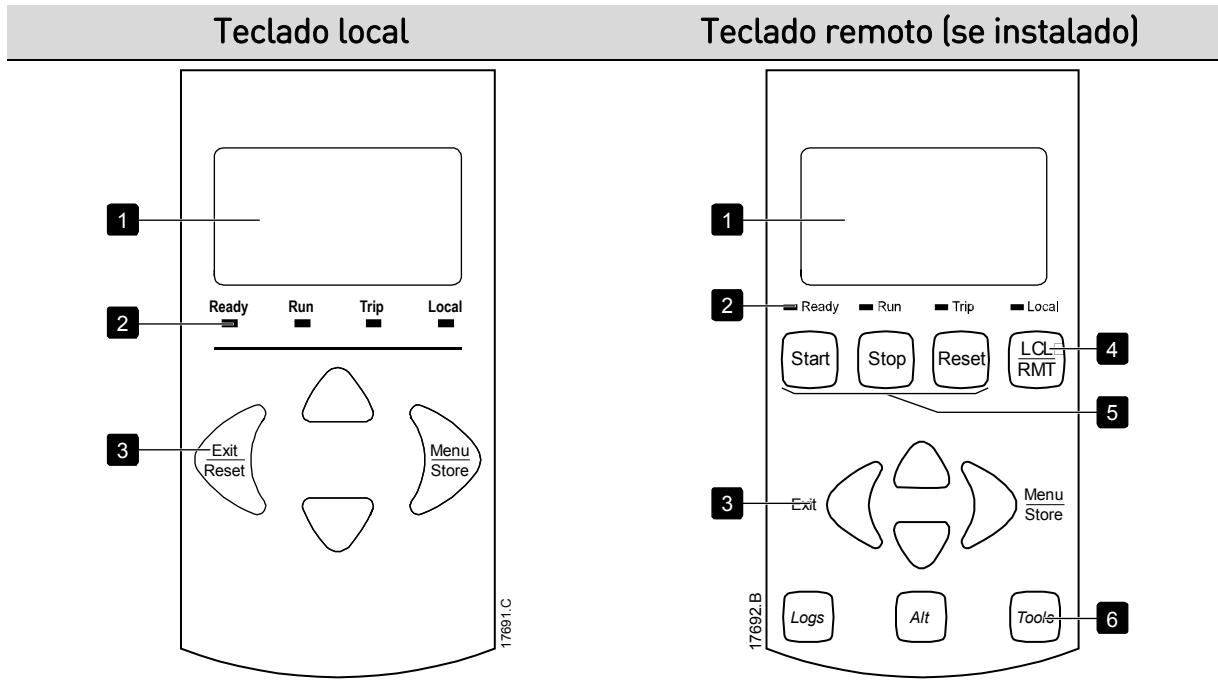 Teclado local
Teclado remoto (se instalado)
1
Ready Run Trip Local
2
3
Exit
Reset
Menu
Store
17691.C
1
2
Ready Run Trip Local
Start Stop Reset LCL
RMT
4
5
3
Exit
Menu
Store
17692.B
Logs Alt Tools
6